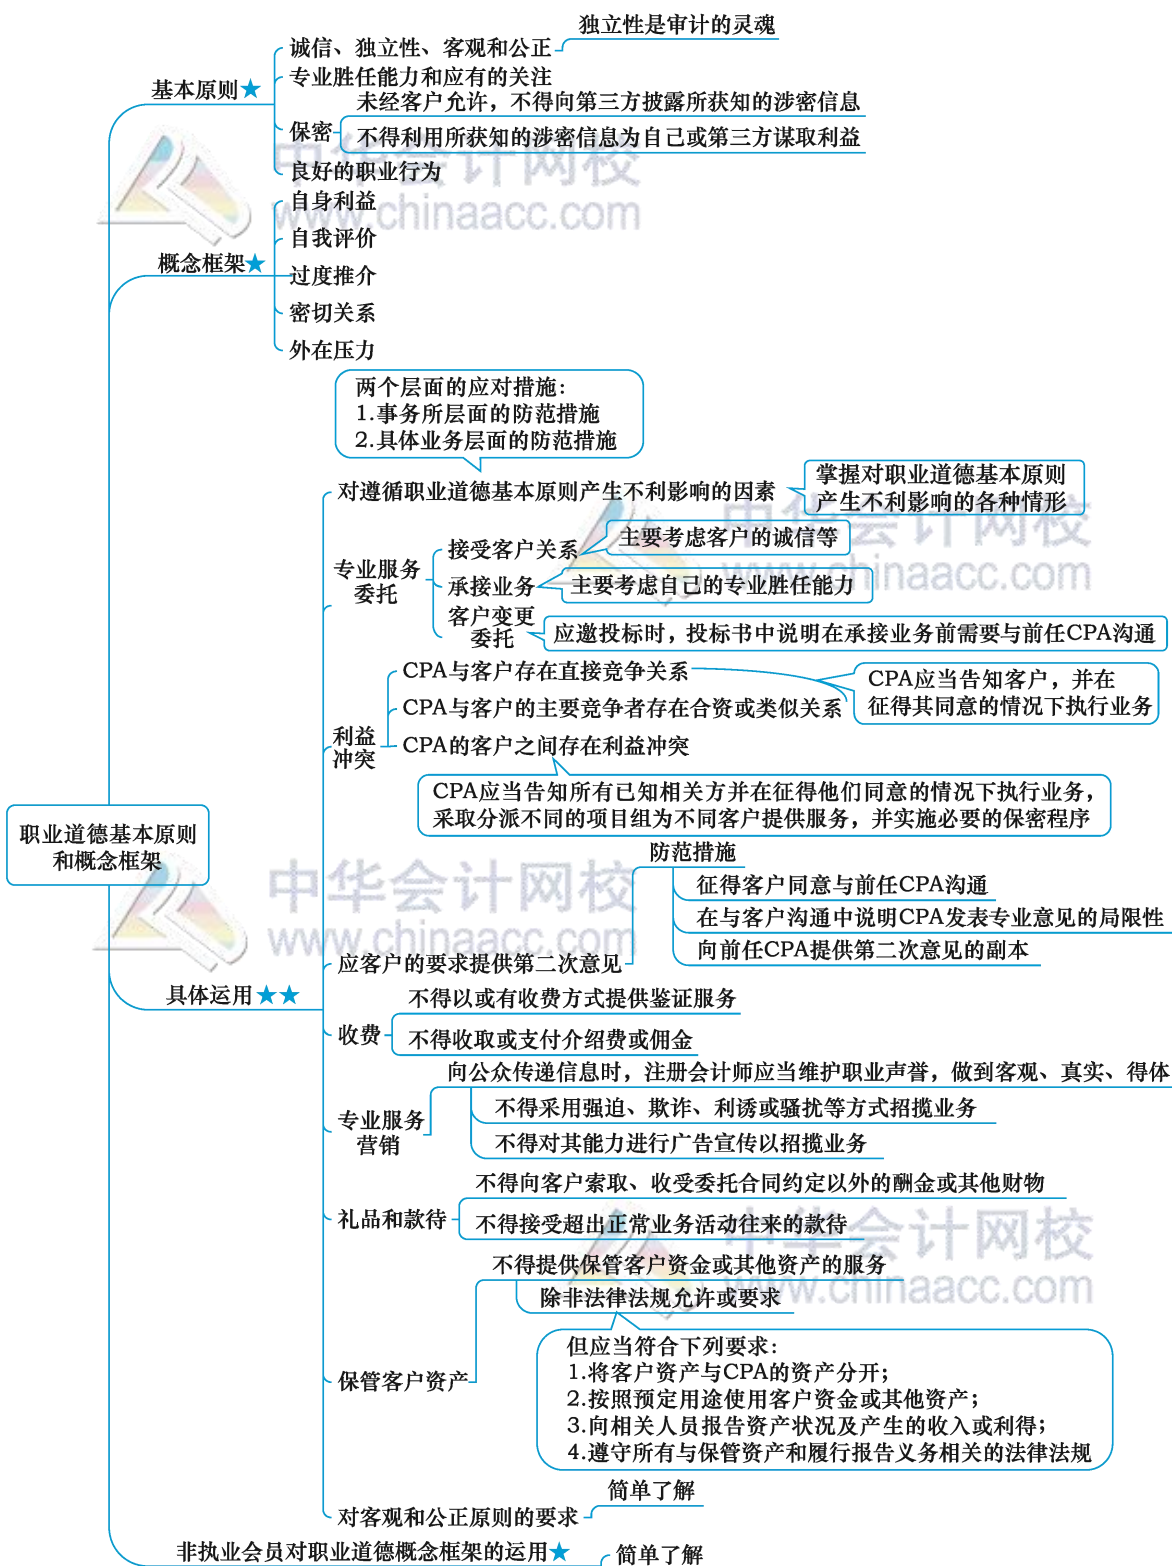 独立性是审计的灵魂
诚信、独立性、客观和公正
专业胜任能力和应有的关注
基本原则★
未经客户允许，不得向第三方披露所获知的涉密信息
保密
不得利用所获知的涉密信息为自己或第三方谋取利益
中华会计网校
良好的职业行为
www.chinaacc.com
自身利益
自我评价
概念框架★
过度推介
密切关系
外在压力
两个层面的应对措施：
1.事务所层面的防范措施
2.具体业务层面的防范措施
对遵循职业道德基本原则产生不利影响的因素
掌握对职业道德基本原则
产生不利影响的各种情形
中华会计网校
www.chinaacc.com
专业服务
委托
接受客户关系
主要考虑客户的诚信等
承接业务
主要考虑自己的专业胜任能力
客户变更
委托
应邀投标时，投标书中说明在承接业务前需要与前任CPA沟通
CPA与客户存在直接竞争关系
CPA应当告知客户，并在
征得其同意的情况下执行业务
CPA与客户的主要竞争者存在合资或类似关系
利益
冲突
CPA的客户之间存在利益冲突
CPA应当告知所有已知相关方并在征得他们同意的情况下执行业务，
采取分派不同的项目组为不同客户提供服务，并实施必要的保密程序
职业道德基本原则
和概念框架
中华会计网校
www.chinaacc.com
防范措施
征得客户同意与前任CPA沟通
在与客户沟通中说明CPA发表专业意见的局限性
向前任CPA提供第二次意见的副本
应客户的要求提供第二次意见
具体运用★★
不得以或有收费方式提供鉴证服务
收费
不得收取或支付介绍费或佣金
向公众传递信息时，注册会计师应当维护职业声誉，做到客观、真实、得体
专业服务
营销
不得采用强迫、欺诈、利诱或骚扰等方式招揽业务
不得对其能力进行广告宣传以招揽业务
不得向客户索取、收受委托合同约定以外的酬金或其他财物
礼品和款待
不得接受超出正常业务活动往来的款待
中华会计网校
www.chinaacc.com
不得提供保管客户资金或其他资产的服务
除非法律法规允许或要求
保管客户资产
但应当符合下列要求：
1.将客户资产与CPA的资产分开；
2.按照预定用途使用客户资金或其他资产；
3.向相关人员报告资产状况及产生的收入或利得；
4.遵守所有与保管资产和履行报告义务相关的法律法规
简单了解
对客观和公正原则的要求
非执业会员对职业道德概念框架的运用★
简单了解